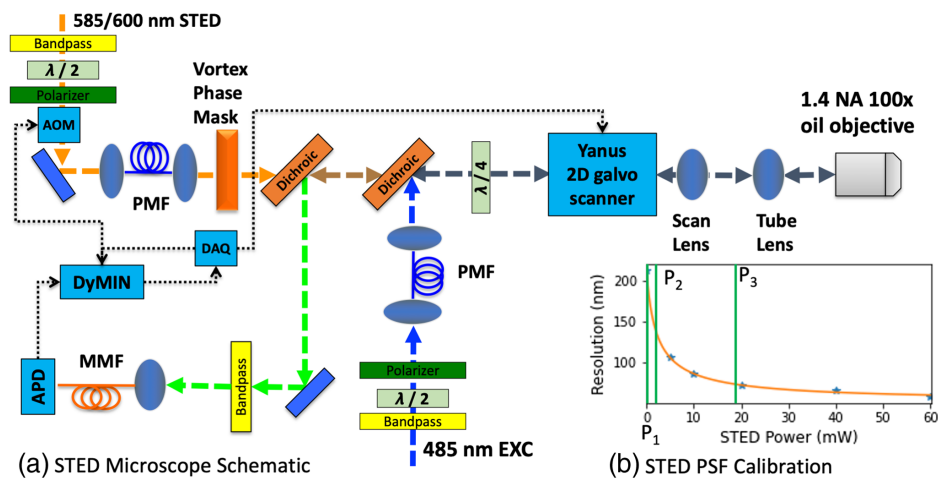 585/600 nm STED
Bandpass
λ / 2
Polarizer
AOM
Vortex
Phase
Mask
PMF
Dichroic
Dichroic
λ / 4
Yanus
2D galvo
scanner
1.4 NA 100x
oil objective
Scan
Lens
Tube
Lens
DAQ
DyMIN
PMF
APD
MMF
Bandpass
Polarizer
λ / 2
Bandpass
485 nm EXC
(a) STED Microscope Schematic
Resolution (nm)
200
150
100
P2
P3
0
10
20
30
40
50
60
P1
STED Power (mW)
(b) STED PSF Calibration